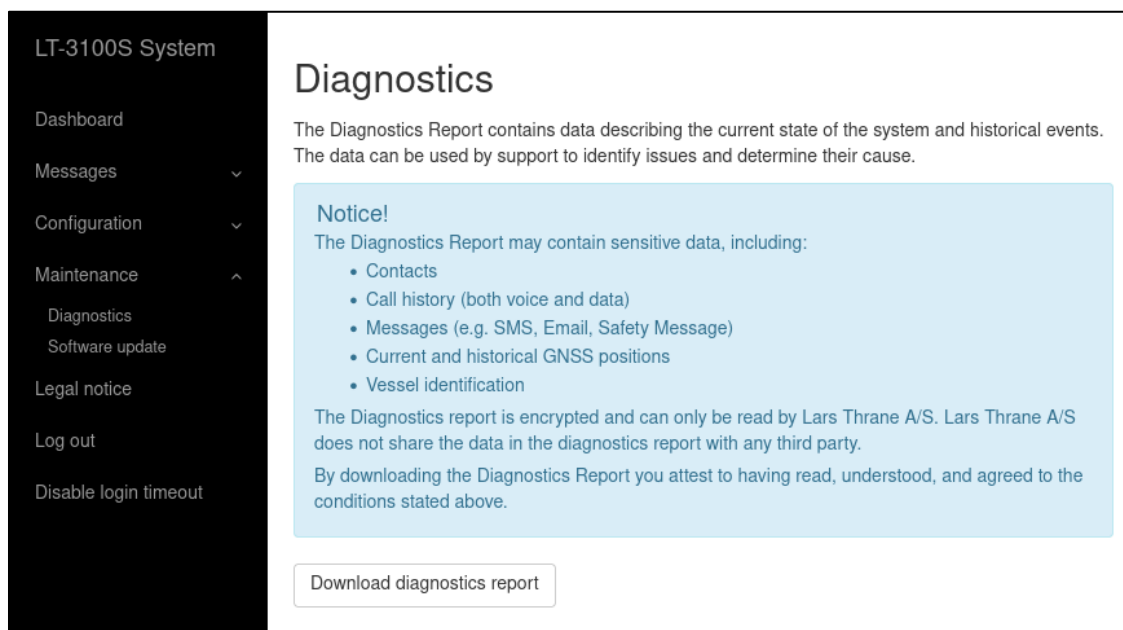 LT-3100S System
Dashboard
Messages
Configuration
Maintenance
Diagnostics
Software update
Legal notice
Log out
Disable login timeout
Diagnostics
The Diagnostics Report contains data describing the current state of the system and historical events.
The data can be used by support to identify issues and determine their cause.
Notice!
The Diagnostics Report may contain sensitive data, including:
• Contacts
• Call history (both voice and data)
• Messages (e.g. SMS, Email, Safety Message)
• Current and historical GNSS positions
• Vessel identification
The Diagnostics report is encrypted and can only be read by Lars Thrane A/S. Lars Thrane A/S
does not share the data in the diagnostics report with any third party.
By downloading the Diagnostics Report you attest to having read, understood, and agreed to the
conditions stated above.
Download diagnostics report